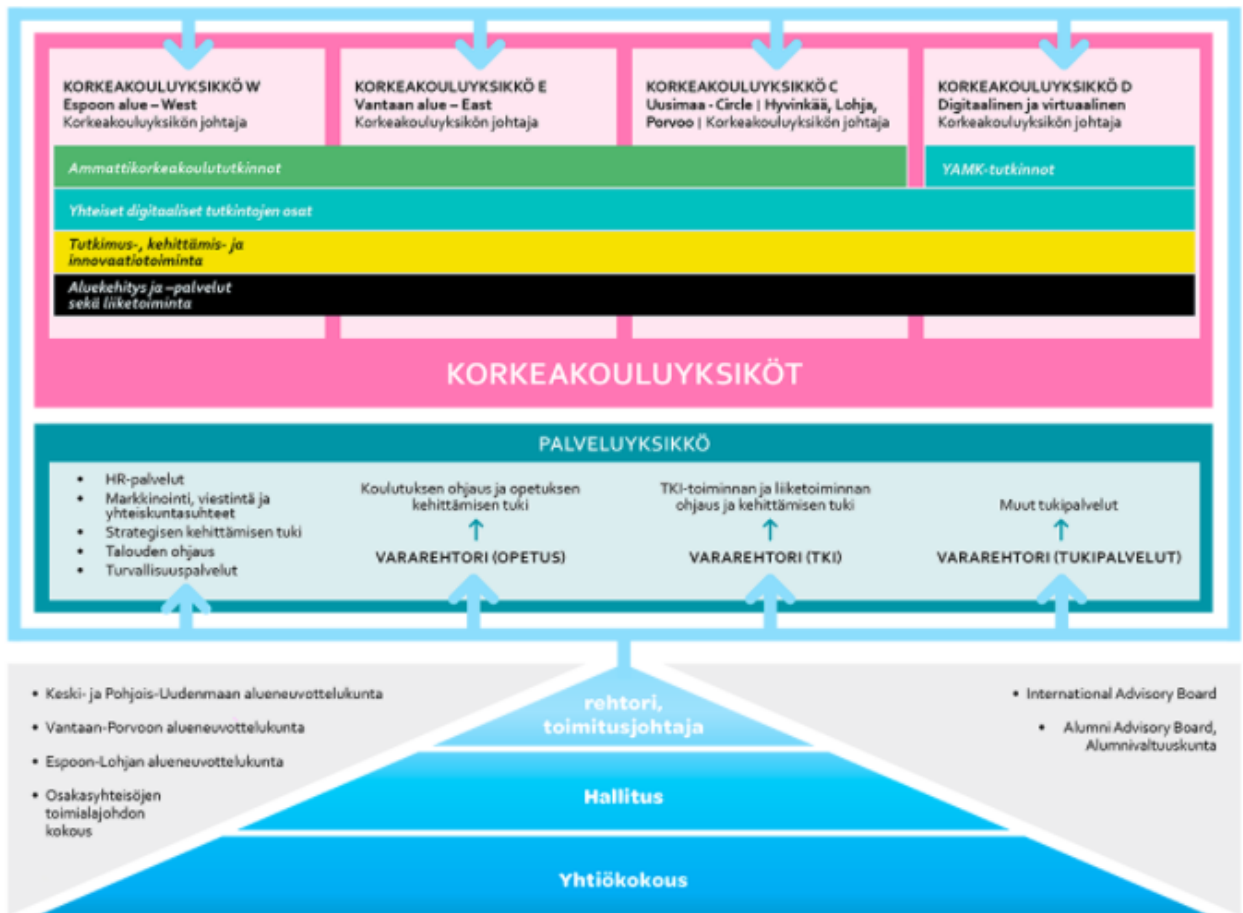 KORKEAKOULUYKSIKKÖ W
Espoon alue – West
Korkeakouluyksikön johtaja
KORKEAKOULUYKSIKKÖ E
Vantaan alue – East
Korkeakouluyksikön johtaja
KORKEAKOULUYKSIKKÖ C
Uusimaa - Circle | Hyvinkää, Lohja,
Porvoo | Korkeakouluyksikön johtaja
KORKEAKOULUYKSIKKÖ D
Digitaalinen ja virtuaalinen
Korkeakouluyksikön johtaja
Ammattikorkeakoulututkinnot
YAMK-tutkinnot
Yhteiset digitaaliset tutkintojen osat
Tutkimus-, kehittämis- ja
innovaatiotoiminta
Aluekehitys ja –palvelut
sekä liiketoiminta
KORKEAKOULUYKSIKÖT
PALVELUYKSIKKÖ
• HR-palvelut
• Markkinointi, viestintä ja
yhteiskuntasuhteet
• Strategisen kehittämisen tuki
• Talouden ohjaus
• Turvallisuuspalvelut
Koulutuksen ohjaus ja opetuksen
kehittämisen tuki
VARAREHTORI (OPETUS)
TKI-toiminnan ja liiketoiminnan
ohjaus ja kehittämisen tuki
VARAREHTORI (TKI)
Muut tukipalvelut
VARAREHTORI (TUKIPALVELUT)
• Keski- ja Pohjois-Uudenmaan alueneuvottelukunta
• Vantaan-Porvoon alueneuvottelukunta
• Espoon-Lohjan alueneuvottelukunta
• Osakasyhteisöjen
toimialajohdon
kokous
rehtori,
toimitusjohtaja
Hallitus
Yhtiökokous
• International Advisory Board
• Alumni Advisory Board,
Alumnivaltuuskunta